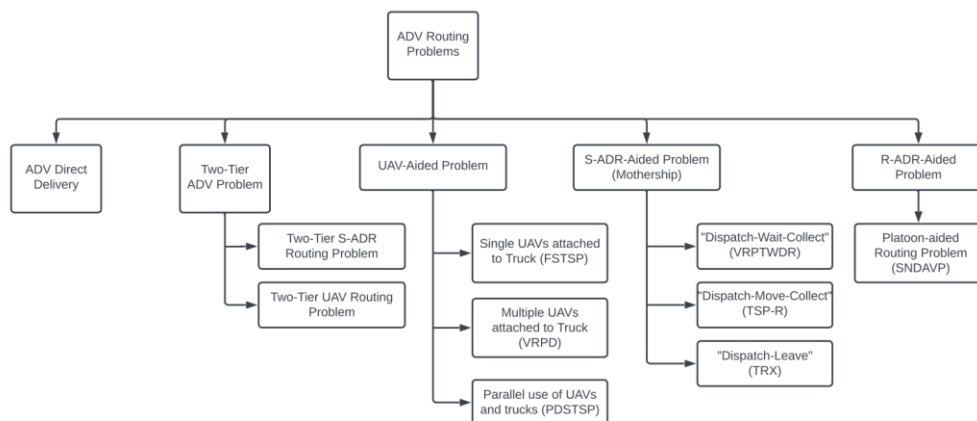 ADV Routing
Problems
ADV Direct
Delivery
Two-Tier
ADV Problem
UAV-Aided Problem
S-ADR-Aided Problem
(Mothership)
R-ADR-Aided
Problem
Two-Tier S-ADR
Routing Problem
Two-Tier UAV Routing
Problem
Single UAVs attached
to Truck (FSTSP)
Multiple UAVs
attached to Truck
(VRPD)
Parallel use of UAVs
and trucks (PDSTSP)
"Dispatch-Wait-Collect"
(VRPTWDR)
"Dispatch-Move-Collect"
(TSP-R)
"Dispatch-Leave"
(TRX)
Platoon-aided
Routing Problem
(SNDAVP)